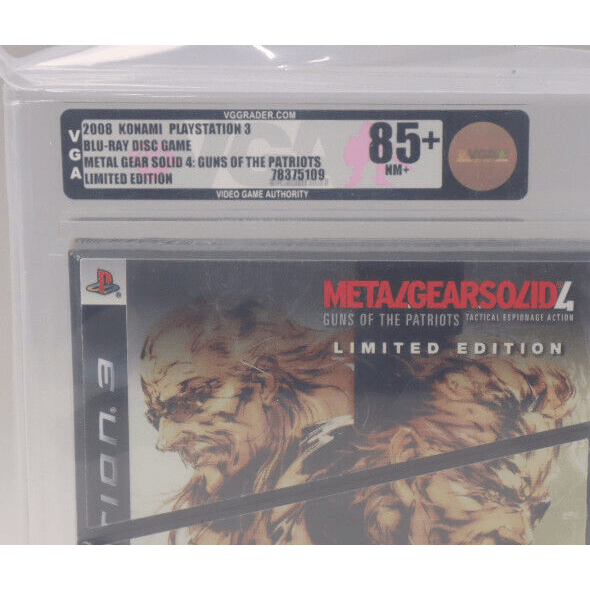 VGGRADER.COM
VGA
2008 KONAMI PLAYSTATION 3
BLU-RAY DISC GAME
METAL GEAR SOLID 4: GUNS OF THE PATRIOTS
LIMITED EDITION 78375109
85+
NM+
VIDEO GAME AUTHORITY
METAL GEAR SOLID 4
GUNS OF THE PATRIOTS TACTICAL ESPIONAGE ACTION
LIMITED EDITION